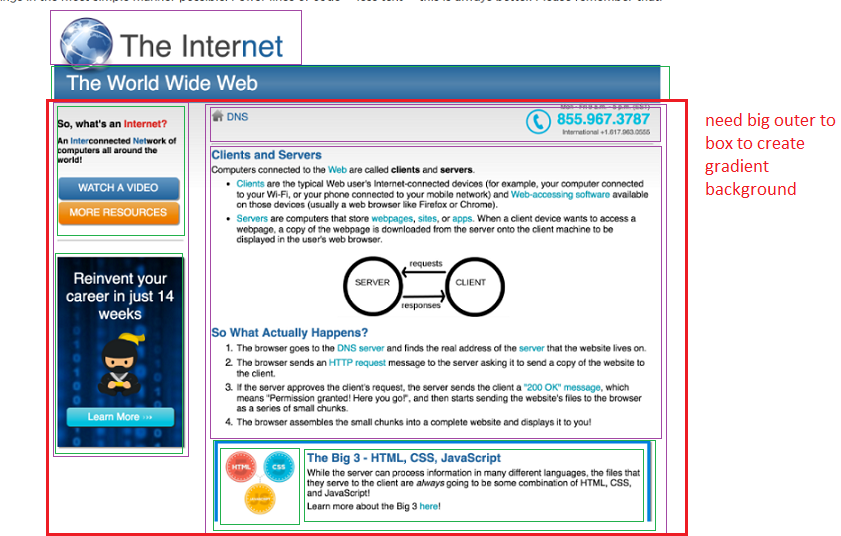 The Internet
The World Wide Web
So, what's an Internet?
An Interconnected Network of
computers all around the
world!
WATCH A VIDEO
MORE RESOURCES
Reinvent your
career in just 14
weeks
Learn More
DNS
855.967.3787
International +1.617.963.0555
Clients and Servers
Computers connected to the Web are called clients and servers.
• Clients are the typical Web user's Internet-connected devices (for example, your computer connected
to your Wi-Fi, or your phone connected to your mobile network) and Web-accessing software available
on those devices (usually a web browser like Firefox or Chrome).
• Servers are computers that store webpages, sites, or apps. When a client device wants to access a
webpage, a copy of the webpage is downloaded from the server onto the client machine to be
displayed in the user's web browser.
requests
SERVER
CLIENT
responses
So What Actually Happens?
1. The browser goes to the DNS server and finds the real address of the server that the website lives on.
2. The browser sends an HTTP request message to the server asking it to send a copy of the website to
the client.
3. If the server approves the client's request, the server sends the client a "200 OK" message, which
means "Permission granted! Here you go!", and then starts sending the website's files to the browser
as a series of small chunks.
4. The browser assembles the small chunks into a complete website and displays it to you!
HTML
CSS
The Big 3 - HTML, CSS, JavaScript
While the server can process information in many different languages, the files that
they serve to the client are always going to be some combination of HTML, CSS,
and JavaScript!
Learn more about the Big 3 here!
need big outer to
box to create
gradient
background